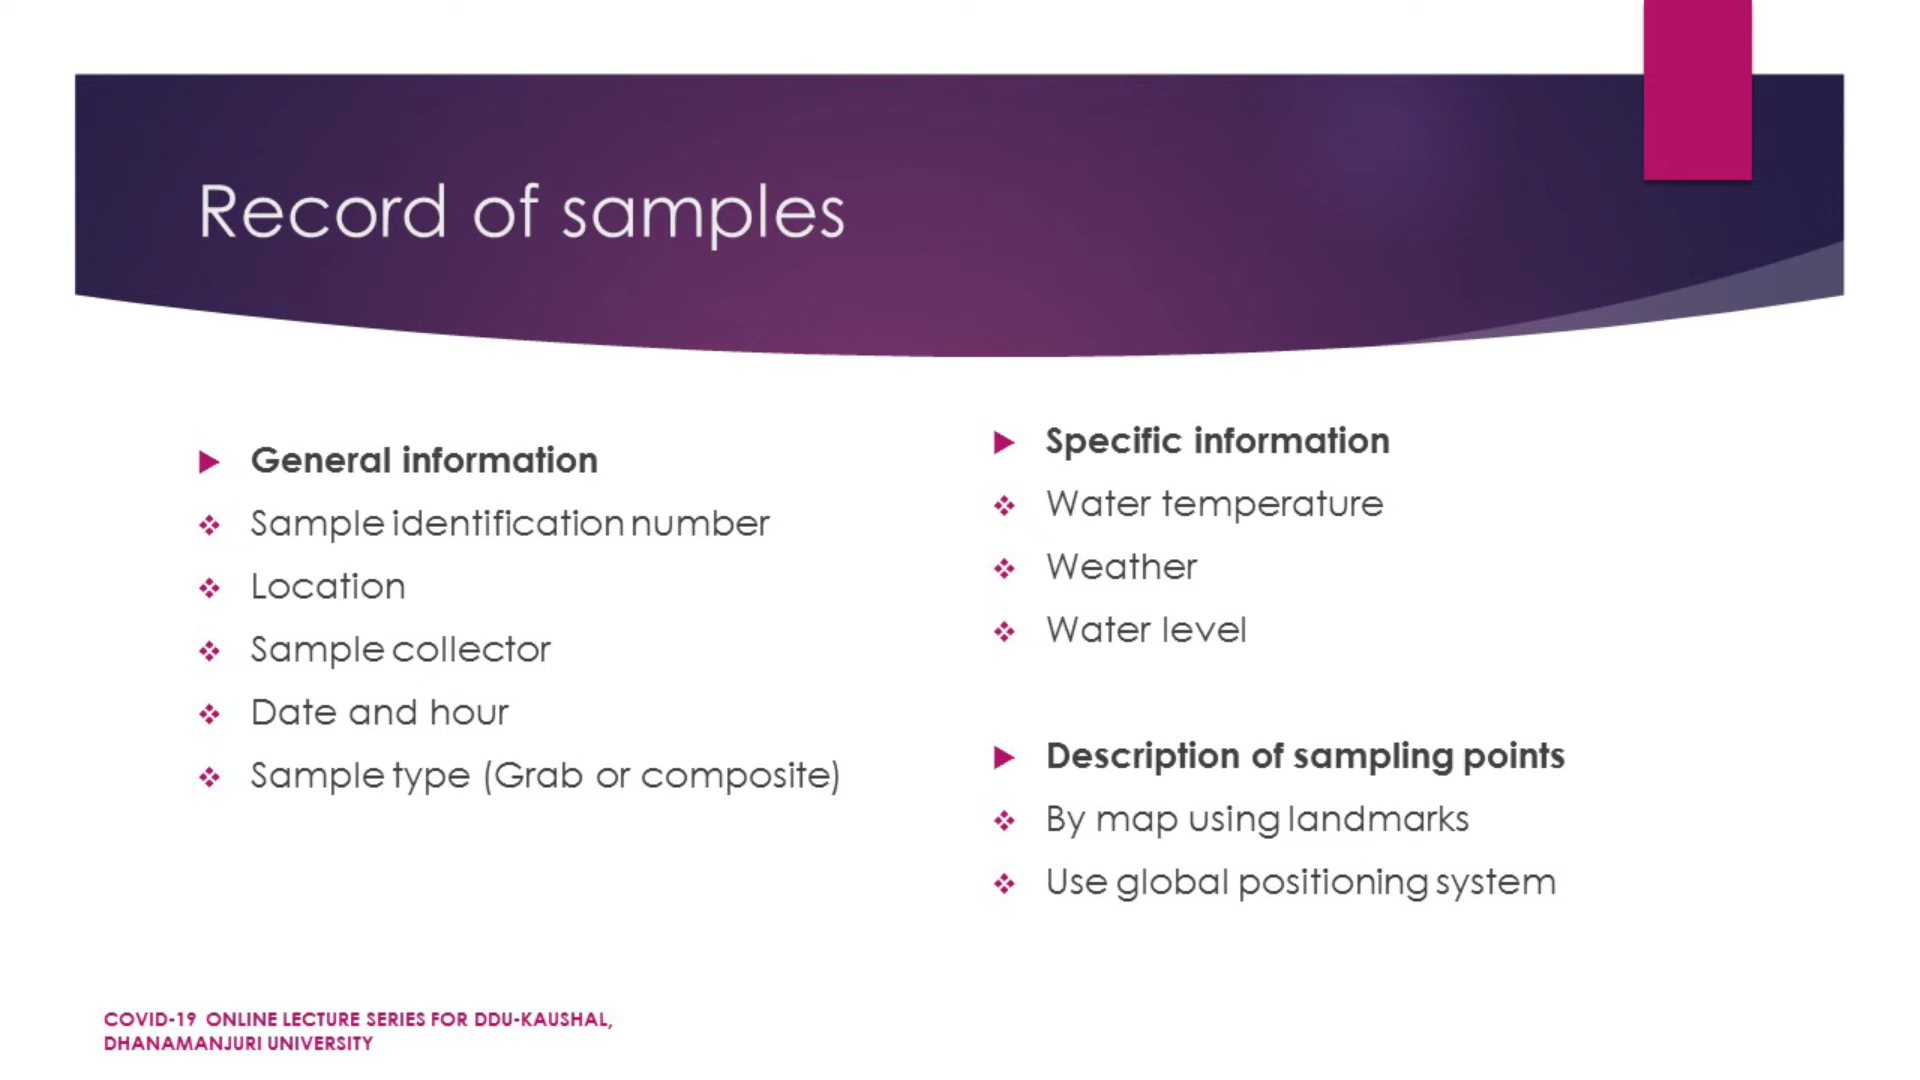 Record of samples
General information
Sample identification number
Location
Sample collector
Date and hour
Sample type (Grab or composite)
Specific information
Water temperature
Weather
Water level
Description of sampling points
By map using landmarks
Use global positioning system
COVID-19 ONLINE LECTURE SERIES FOR DDU-KAUSHAL,
DHANAMANJURI UNIVERSITY